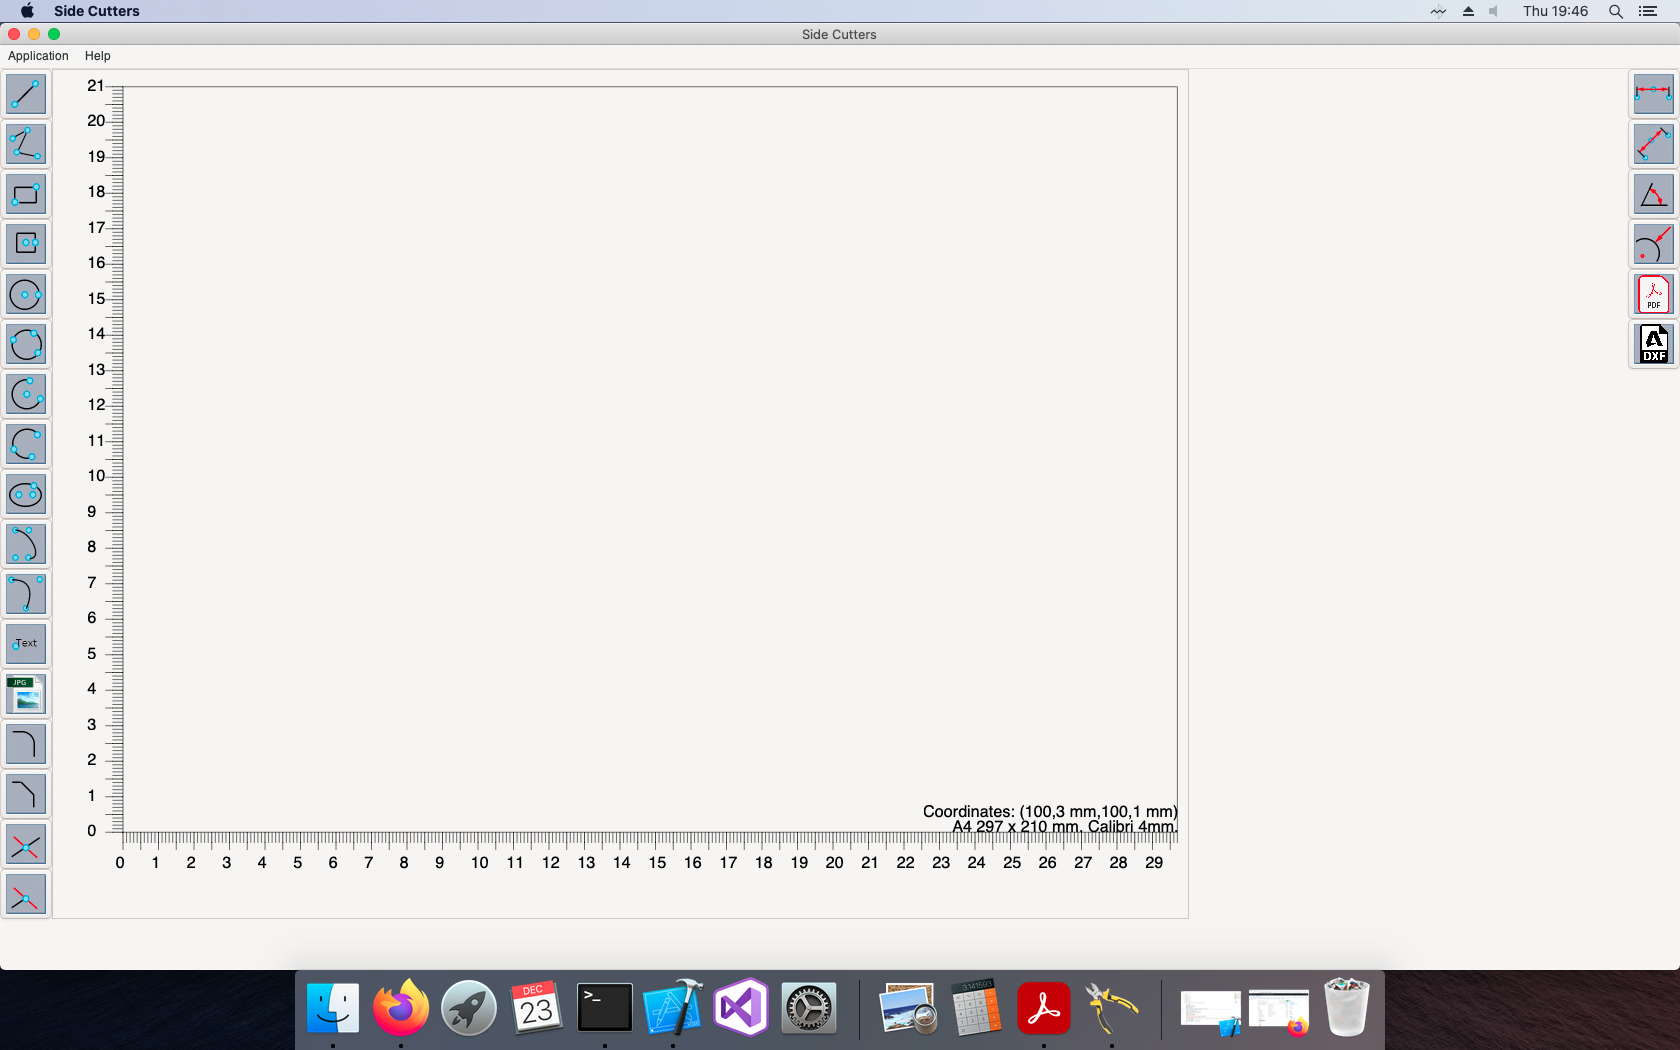 Side Cutters
Thu 19:46
Side Cutters
Application Help
21
20
19
18
17
16
15
14
13
12
11
10
9
8
7
6
5
4
3
2
1
0
Text
JPG
PDF
DXF
Coordinates: (100,3 mm,100,1 mm)
A4 297 x 210 mm, Calibri 4mm.
0 1 2 3 4 5 6 7 8 9 10 11 12 13 14 15 16 17 18 19 20 21 22 23 24 25 26 27 28 29
DEC
23
>_
3.141593